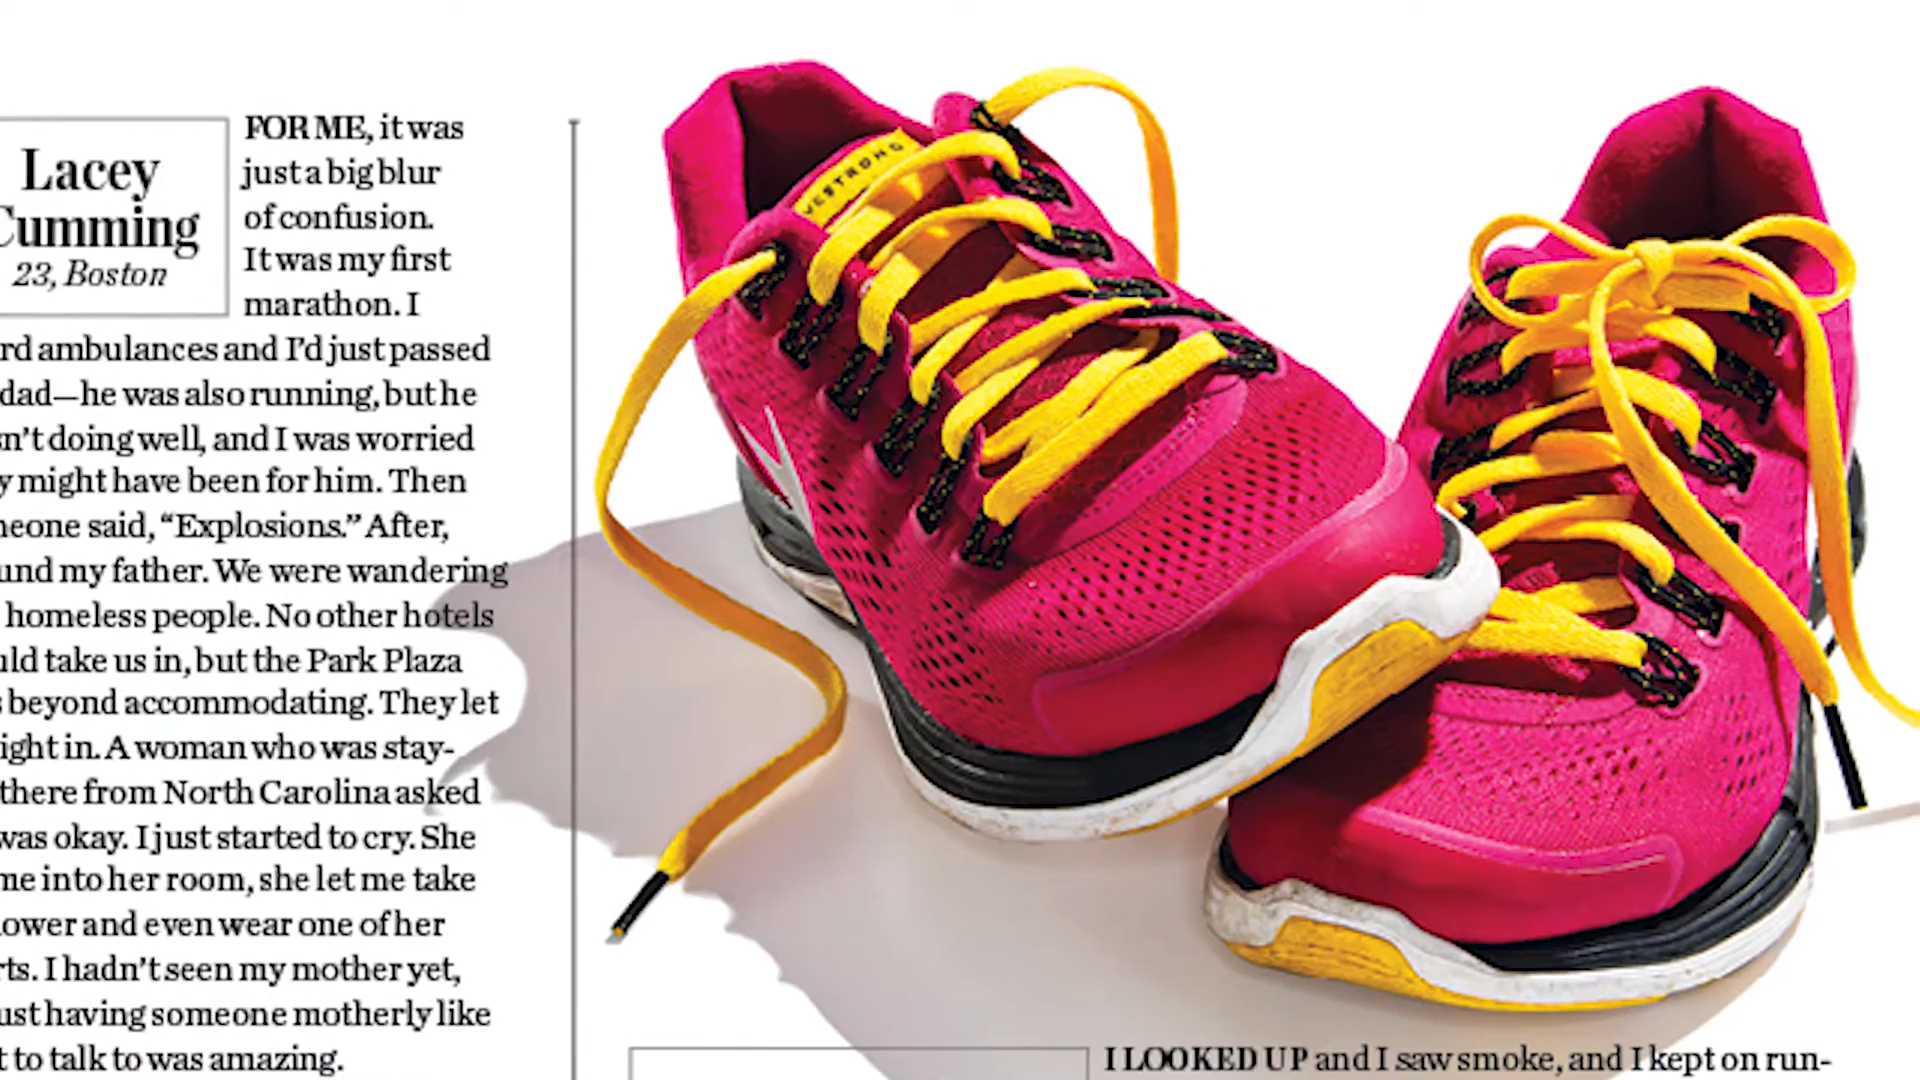 Lacey
Cumming
23, Boston
FOR ME, it was
just a big blur
of confusion.
It was my first
marathon. I
rd ambulances and I’d just passed
dad—he was also running, but he
sn’t doing well, and I was worried
y might have been for him. Then
meone said, “Explosions.” After,
und my father. We were wandering
homeless people. No other hotels
uld take us in, but the Park Plaza
s beyond accommodating. They let
ight in. A woman who was stay-
there from North Carolina asked
was okay. I just started to cry. She
me into her room, she let me take
ower and even wear one of her
rts. I hadn’t seen my mother yet,
ust having someone motherly like
t to talk to was amazing.
VESTRONG
I LOOKED UP and I saw smoke, and I kept on run-